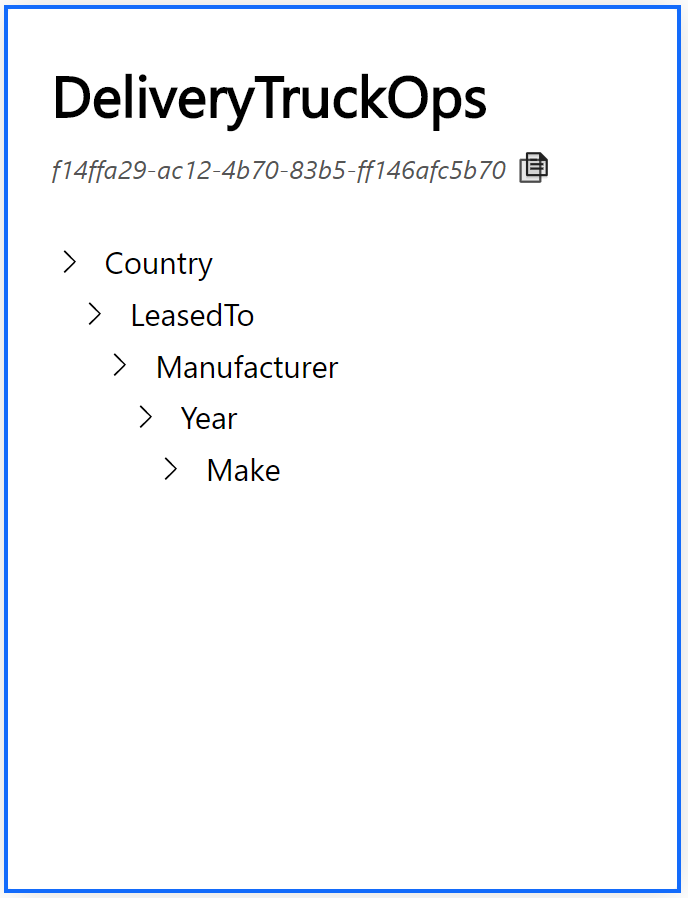 DeliveryTruckOps
f14ffa29-ac12-4b70-83b5-ff146afc5b70
Country
LeasedTo
Manufacturer
Year
Make